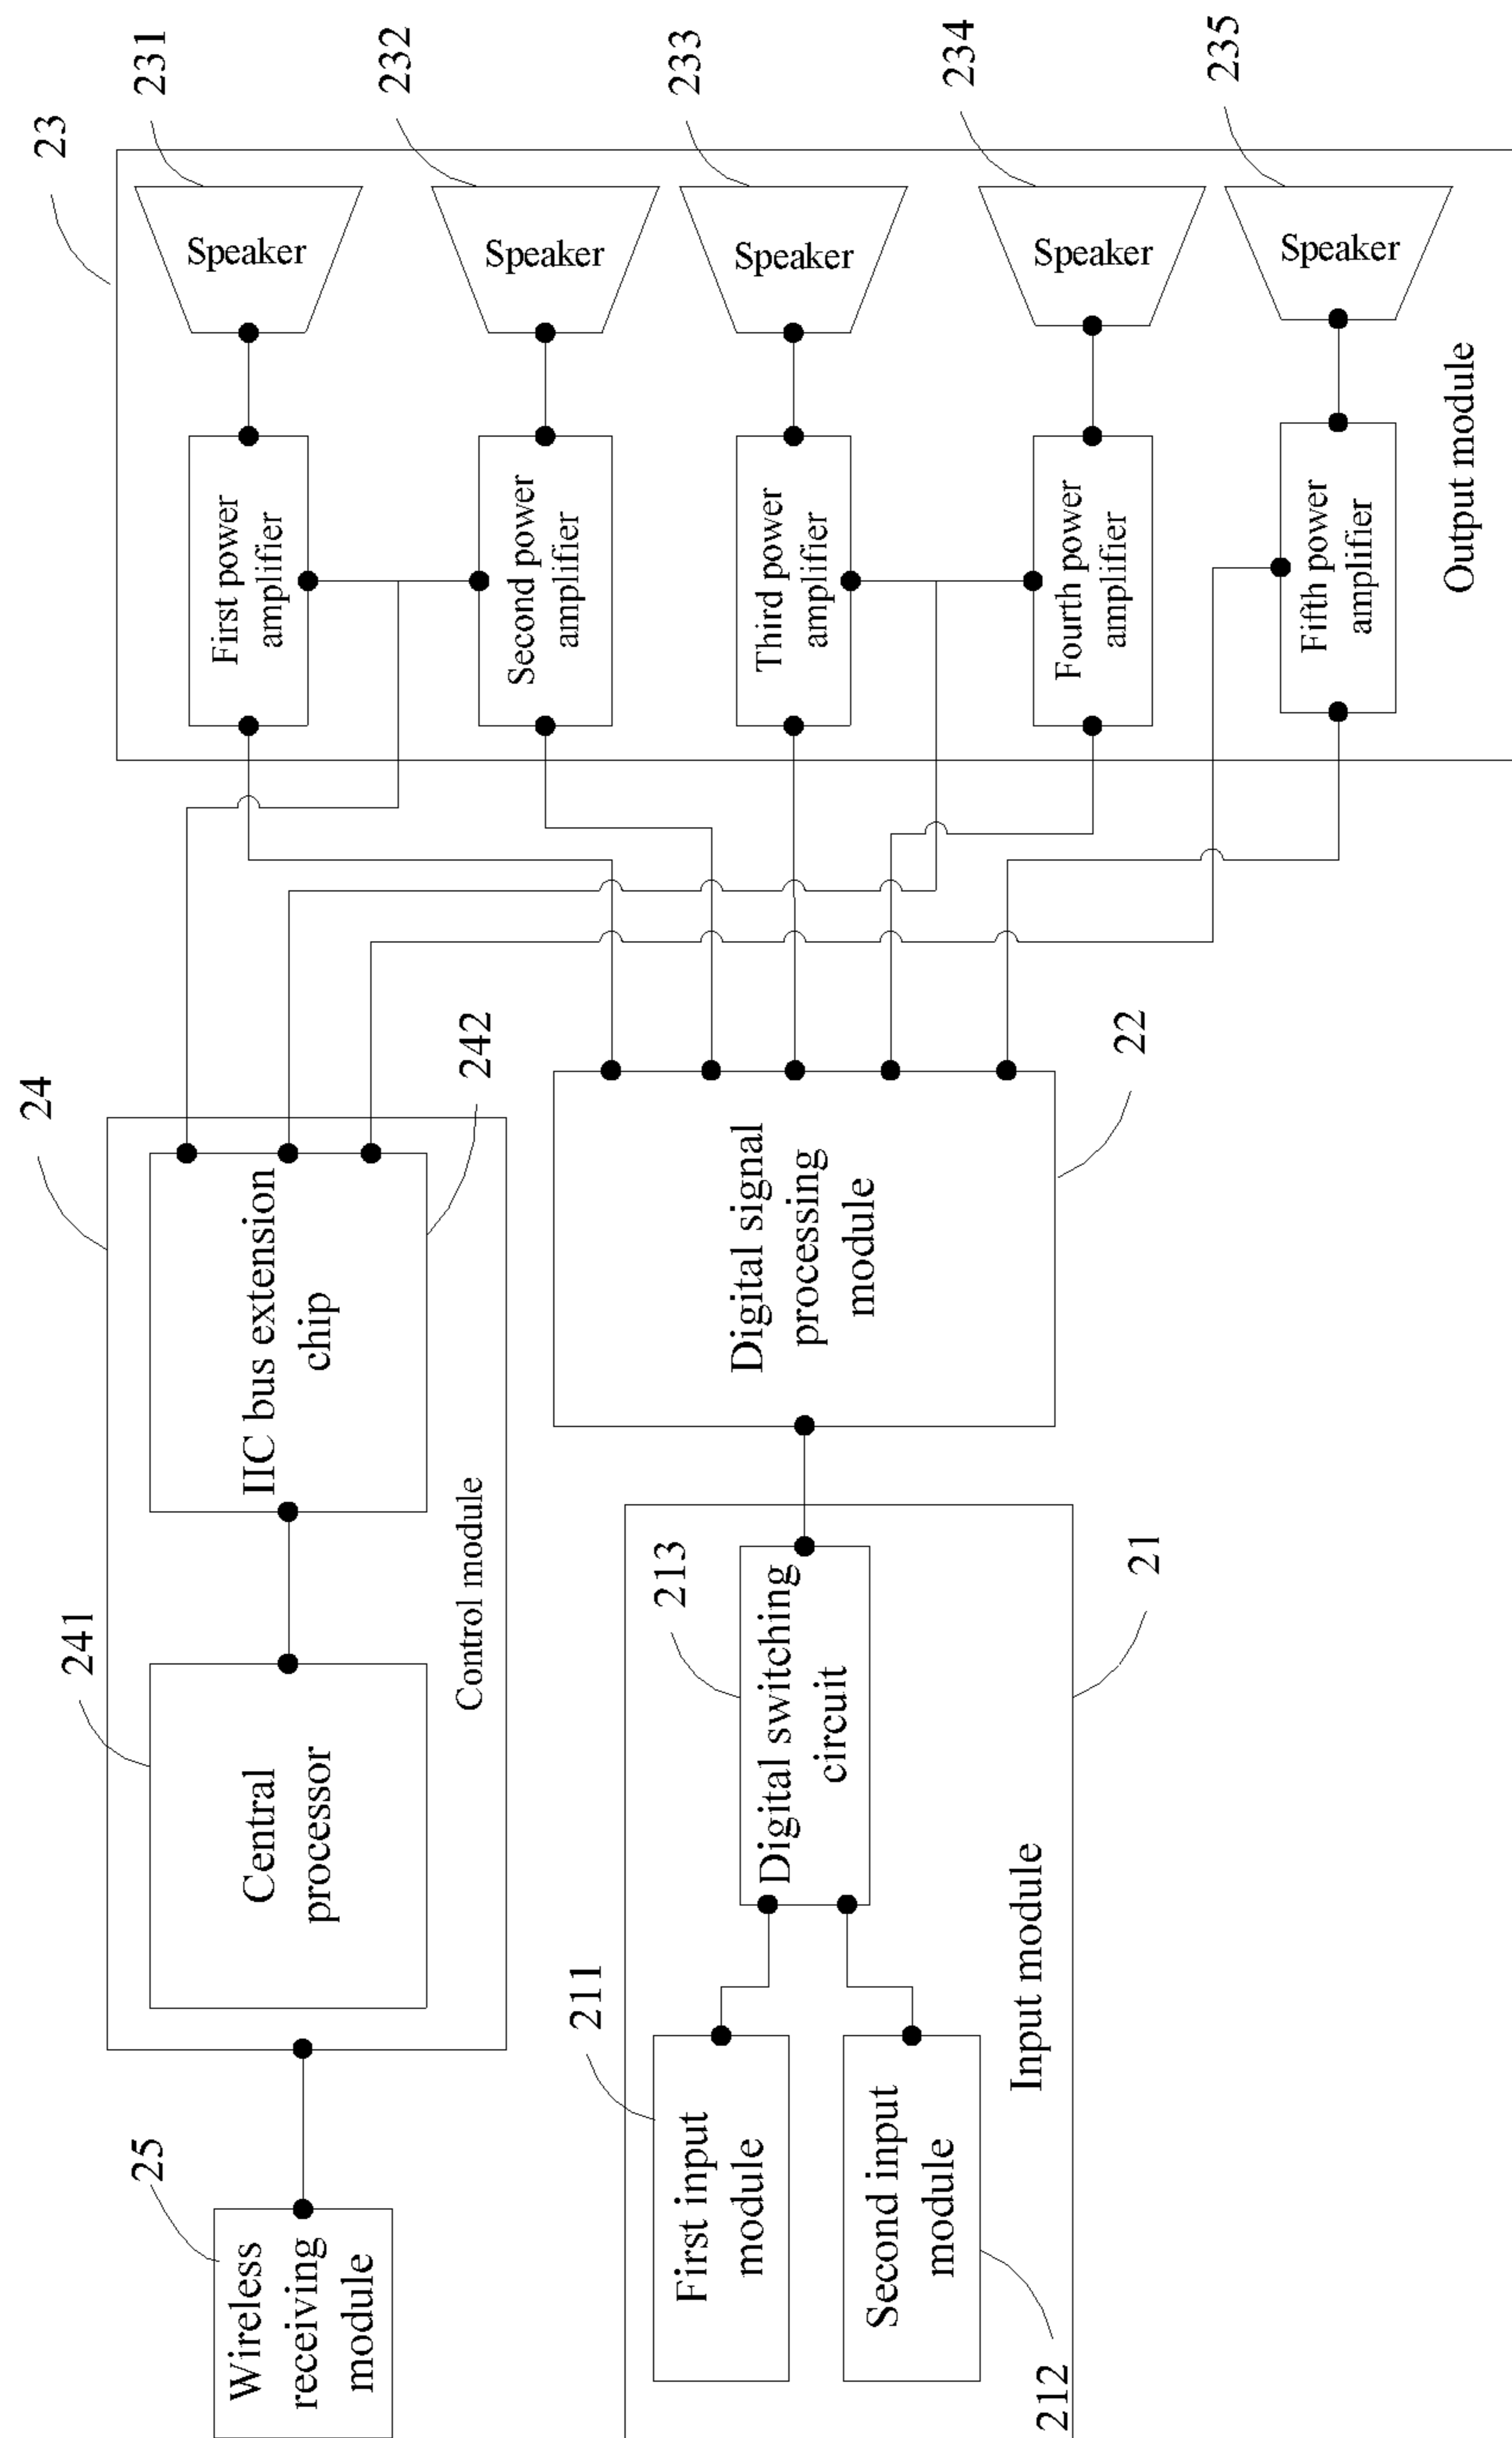 23
231
Speaker
232
Speaker
233
Speaker
234
Speaker
235
Speaker
First power
amplifier
Second power
amplifier
Third power
amplifier
Fourth power
amplifier
Fifth power
amplifier
Output module
24
242
IIC bus extension
chip
241
Central
processor
Control module
25
Wireless
receiving
module
22
Digital signal
processing
module
213
Digital switching
circuit
21
211
First input
module
Second input
module
212
Input module